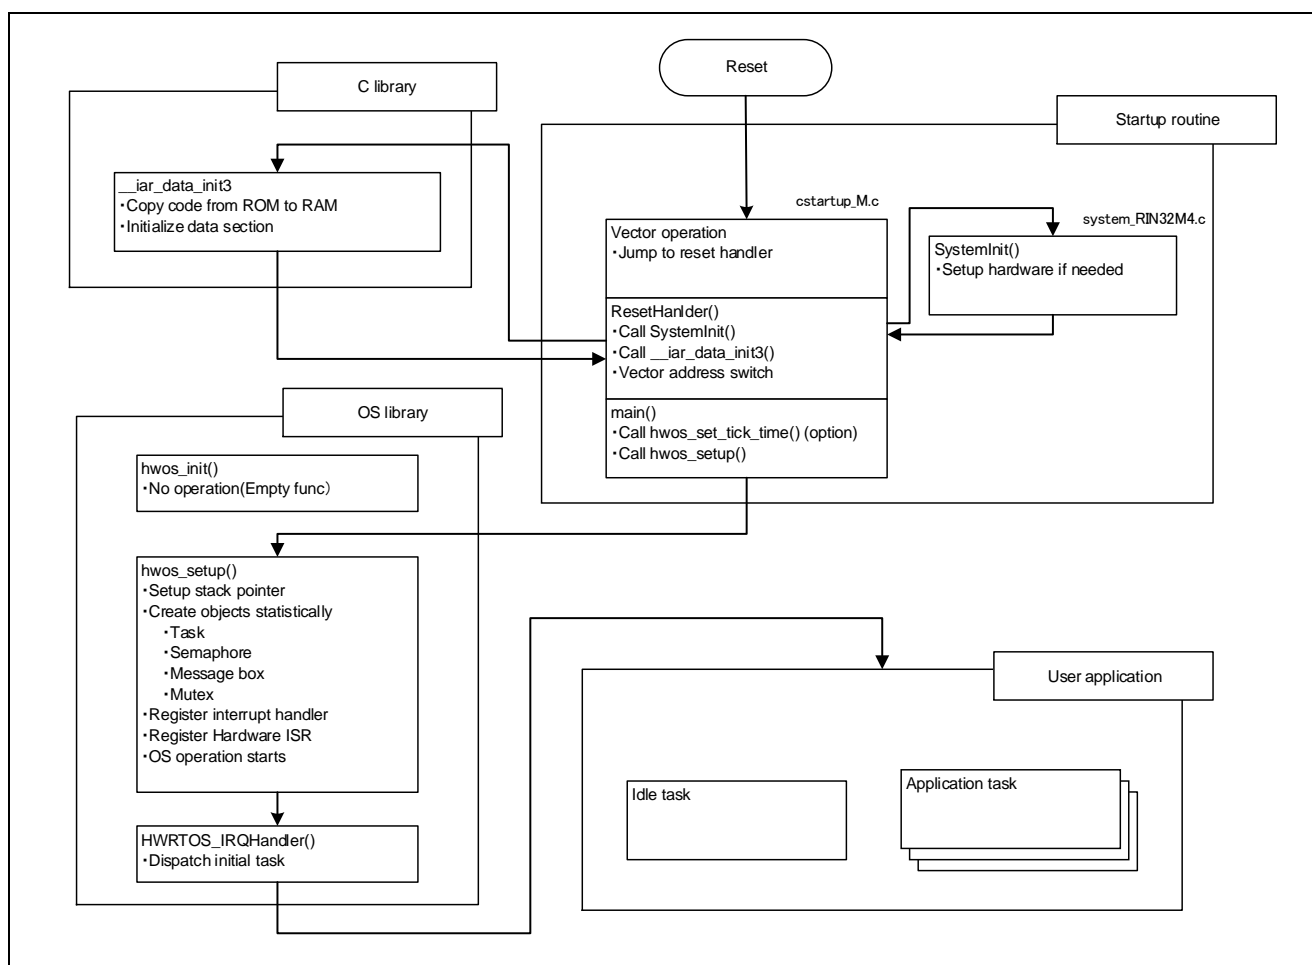 Reset
C library
Startup routine
__iar_data_init3
・Copy code from ROM to RAM
・Initialize data section
cstartup_M.c
Vector operation
・Jump to reset handler
system_RIN32M4.c
SystemInit()
・Setup hardware if needed
ResetHanlder()
・Call SystemInit()
・Call __iar_data_init3()
・Vector address switch
main()
・Call hwos_set_tick_time() (option)
・Call hwos_setup()
OS library
hwos_init()
・No operation(Empty func)
hwos_setup()
・Setup stack pointer
・Create objects statistically
・Task
・Semaphore
・Message box
・Mutex
・Register interrupt handler
・Register Hardware ISR
・OS operation starts
HWRTOS_IRQHandler()
・Dispatch initial task
User application
Idle task
Application task